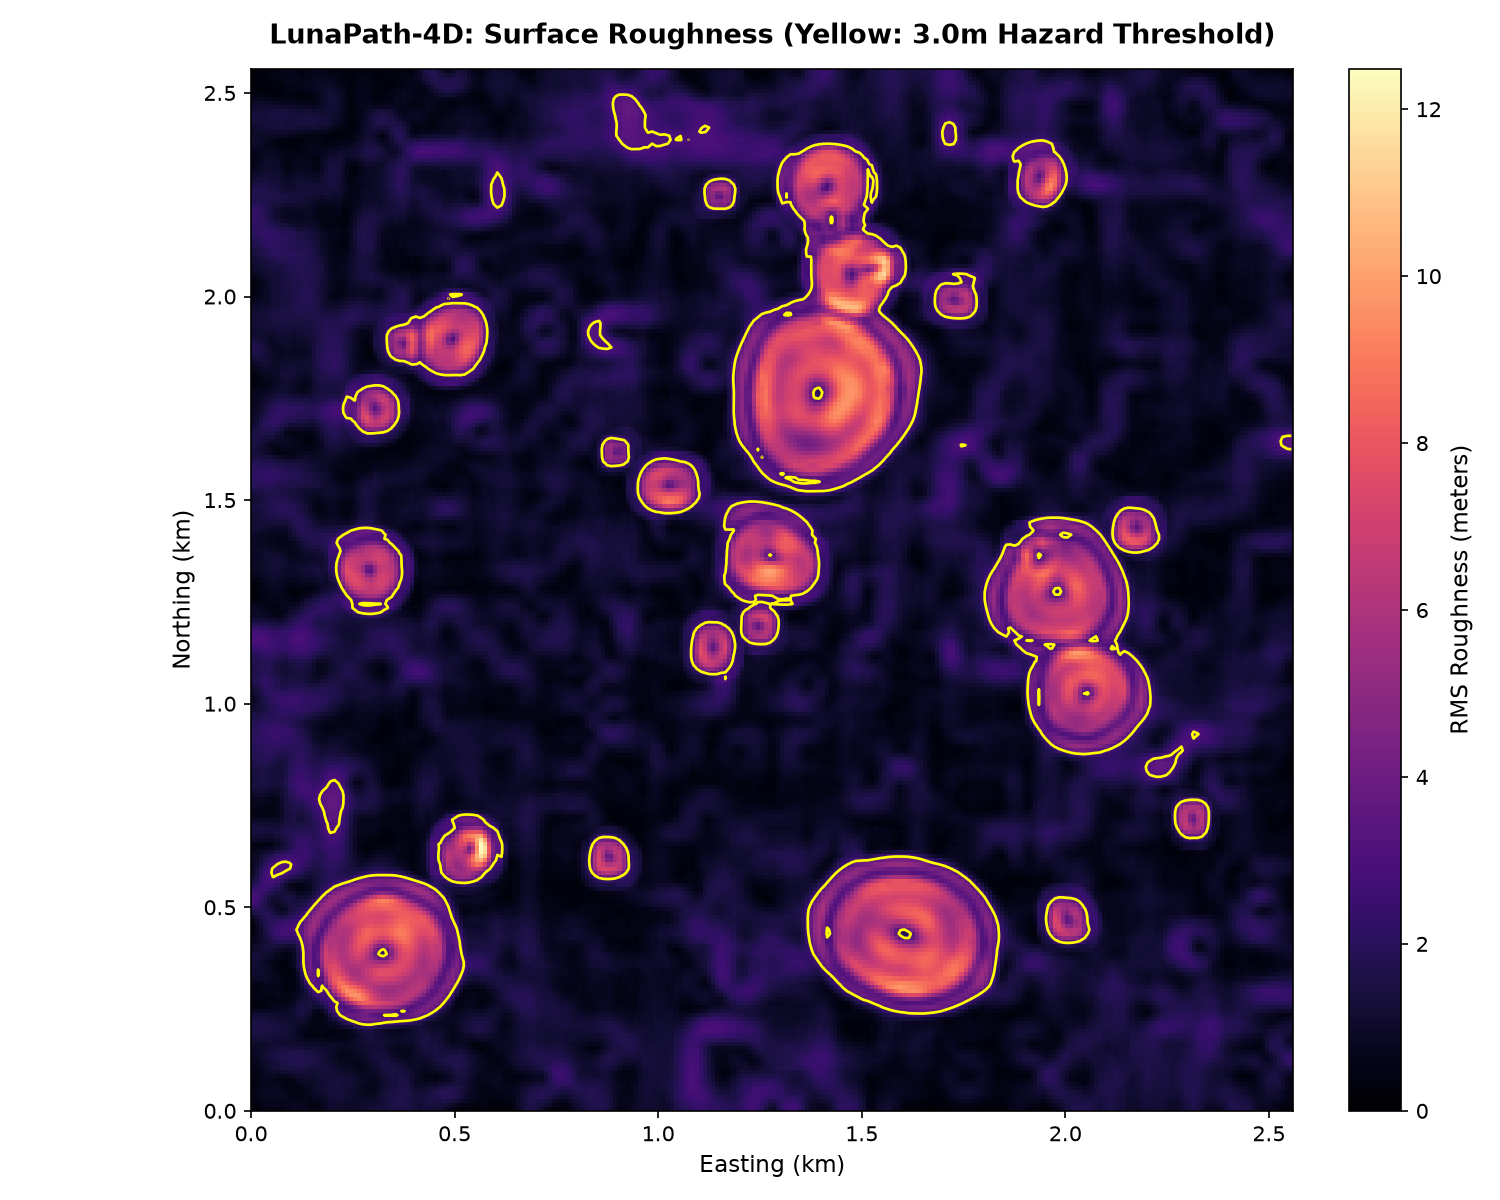 LunaPath-4D: Surface Roughness (Yellow: 3.0m Hazard Threshold)
2.5
2.0
1.5
1.0
0.5
0.0
Northing (km)
0.0 0.5 1.0 1.5 2.0 2.5
Easting (km)
12
10
8
6
4
2
0
RMS Roughness (meters)